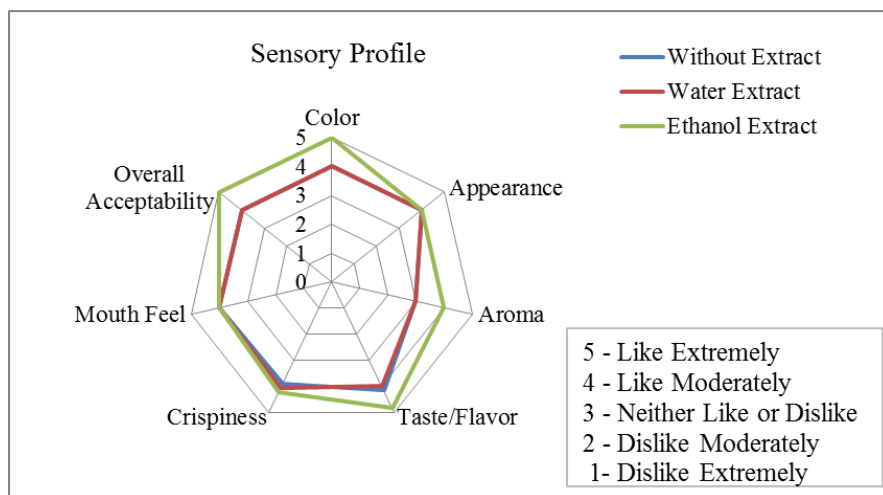 Sensory Profile
Without Extract
Water Extract
Ethanol Extract
Color
Appearance
Aroma
Taste/Flavor
Crispiness
Mouth Feel
Overall
Acceptability
5
4
3
2
1
0
5 - Like Extremely
4 - Like Moderately
3 - Neither Like or Dislike
2 - Dislike Moderately
1- Dislike Extremely